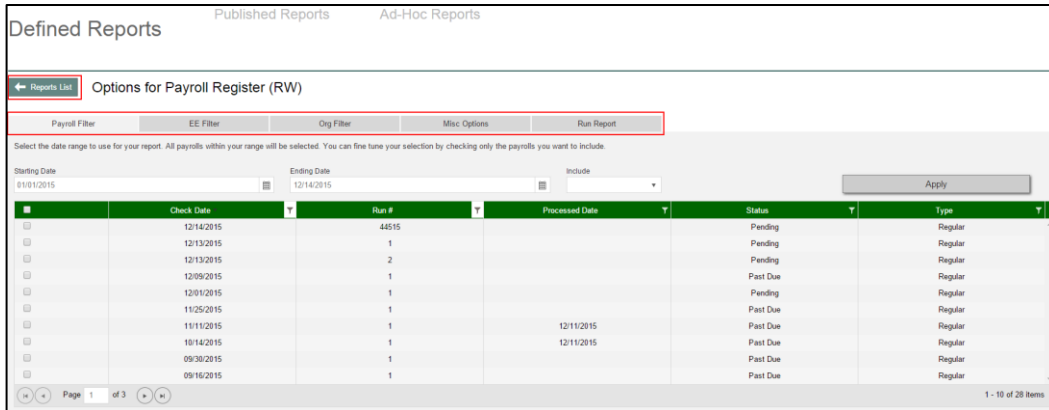 Published Reports Ad-Hoc Reports
Defined Reports
Reports List Options for Payroll Register (RW)
Payroll Filter EE Filter Org Filter Misc Options Run Report
Select the date range to use for your report. All payrolls within your range will be selected. You can fine tune your selection by checking only the payrolls you want to include.
Starting Date Ending Date Include
01/01/2015 12/14/2015 Apply
Check Date Run # Processed Date Status Type
12/14/2015 44515 Pending Regular
12/13/2015 1 Pending Regular
12/13/2015 2 Pending Regular
12/09/2015 1 Past Due Regular
12/01/2015 1 Pending Regular
11/25/2015 1 Past Due Regular
11/11/2015 1 12/11/2015 Past Due Regular
10/14/2015 1 12/11/2015 Past Due Regular
09/30/2015 1 Past Due Regular
09/16/2015 1 Past Due Regular
Page 1 of 3 1 - 10 of 28 items